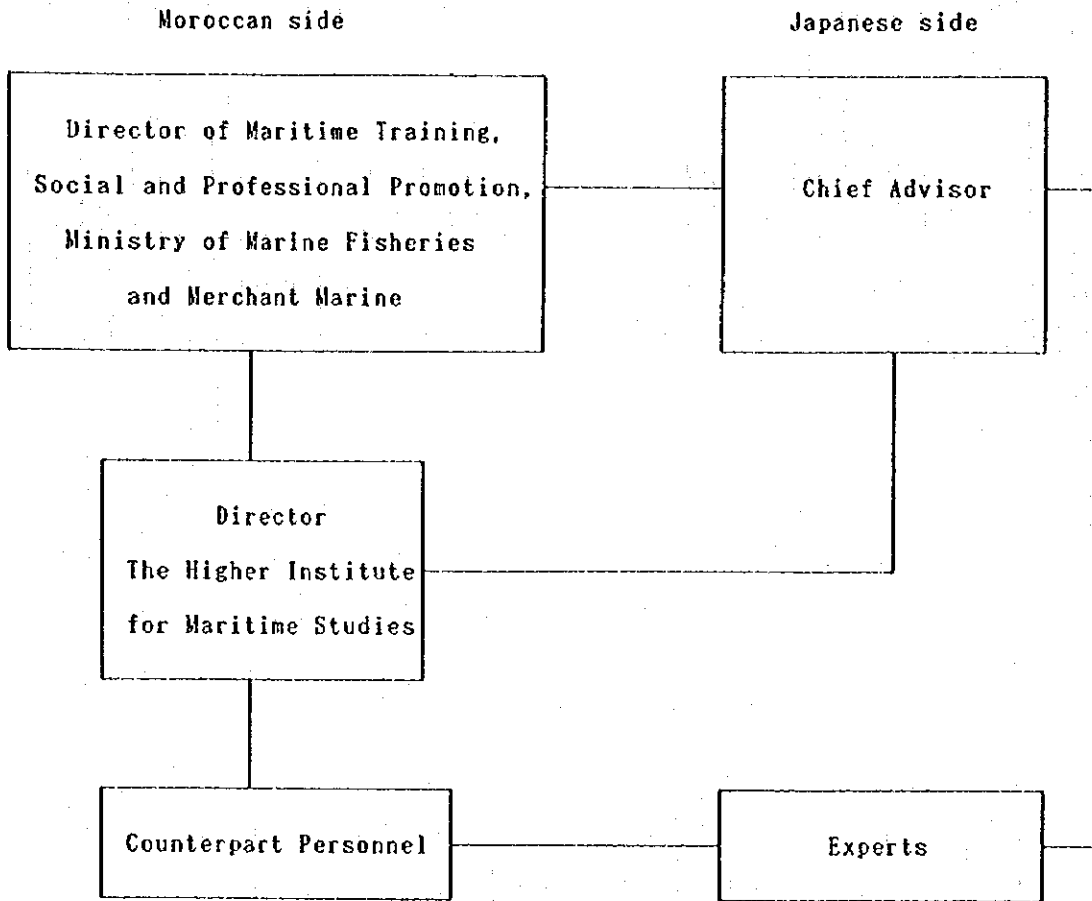 Moroccan side
Japanese side
Director of Maritime Training,
Social and Professional Promotion,
Ministry of Marine Fisheries
and Merchant Marine
Chief Advisor
Director
The Higher Institute
for Maritime Studies
Counterpart Personnel
Experts